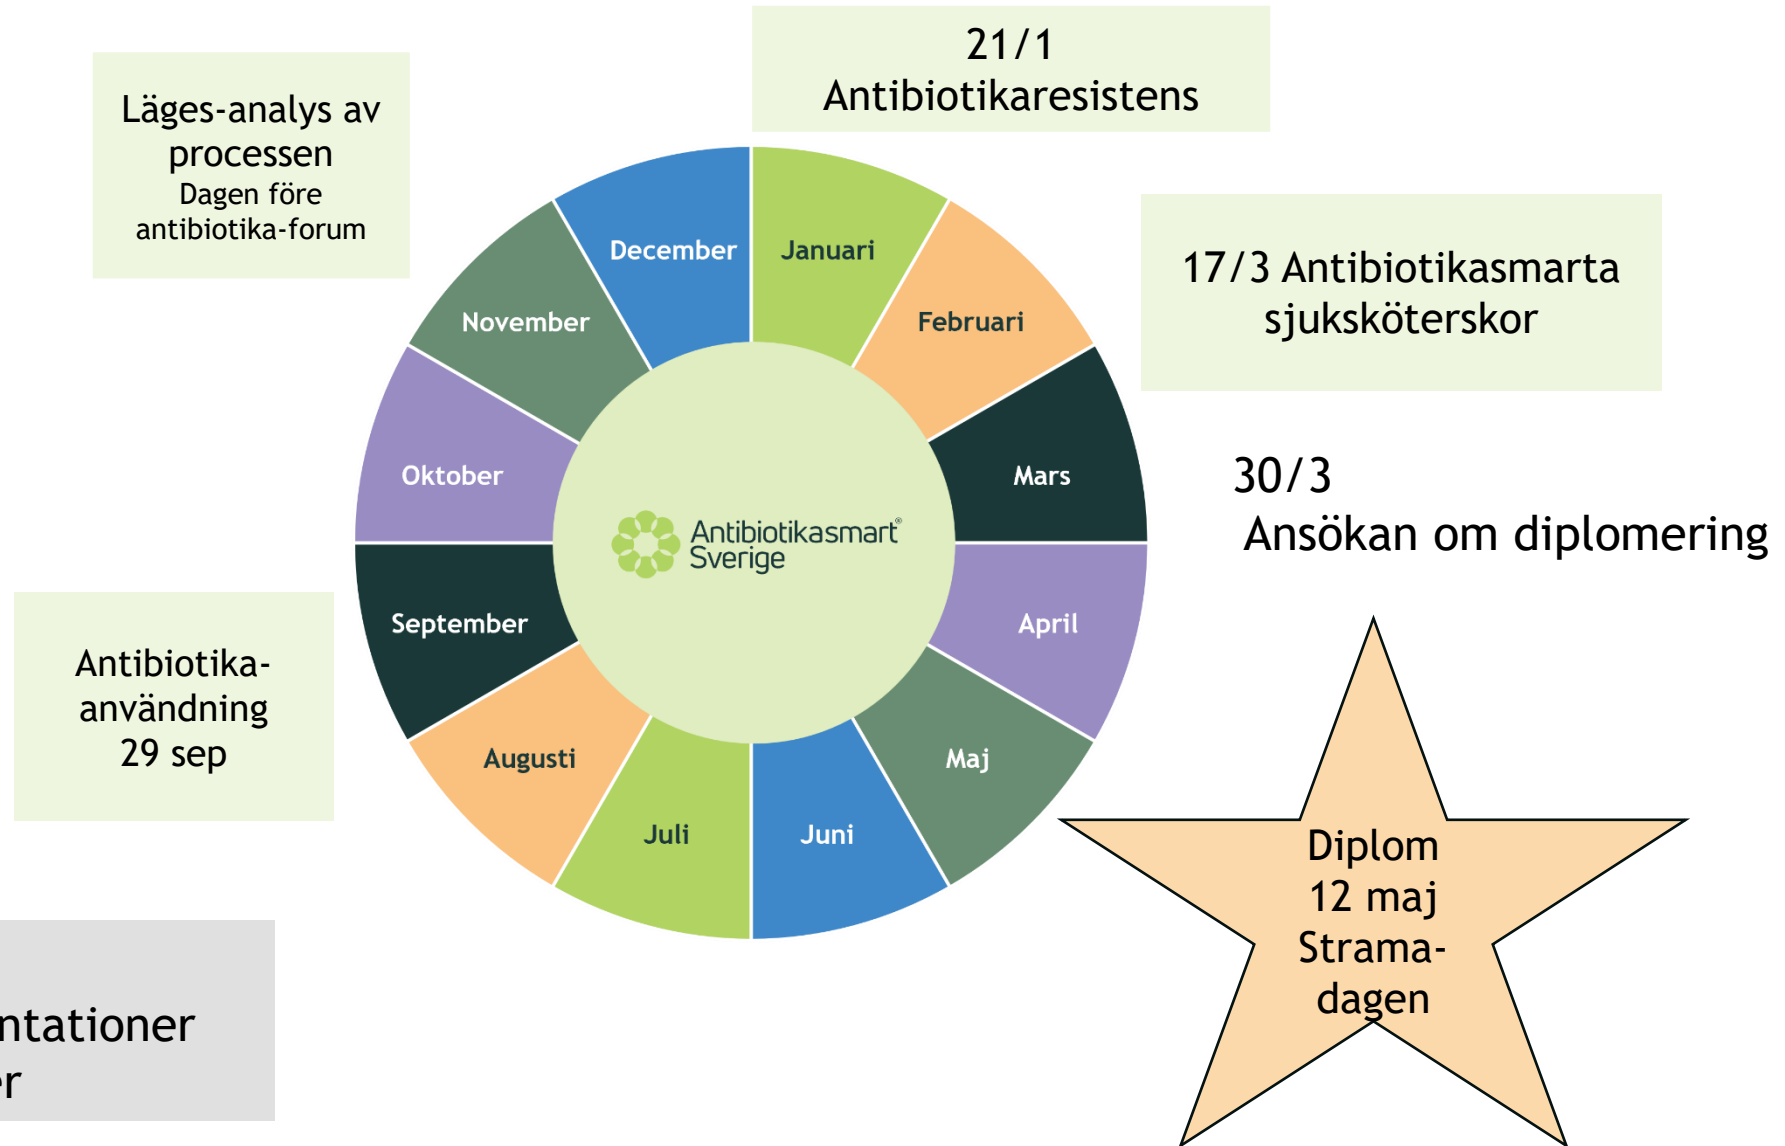 21/1
Antibiotikaresistens
Läges-analys av
processen
Dagen före
antibiotika-forum
17/3 Antibiotikasmarta
sjuksköterskor
30/3
Ansökan om diplomering
December
Januari
November
Februari
Oktober
Mars
September
April
Augusti
Maj
Juli
Juni
Antibiotikasmart®
Sverige
Antibiotika-
användning
29 sep
Diplom
12 maj
Strama-
dagen